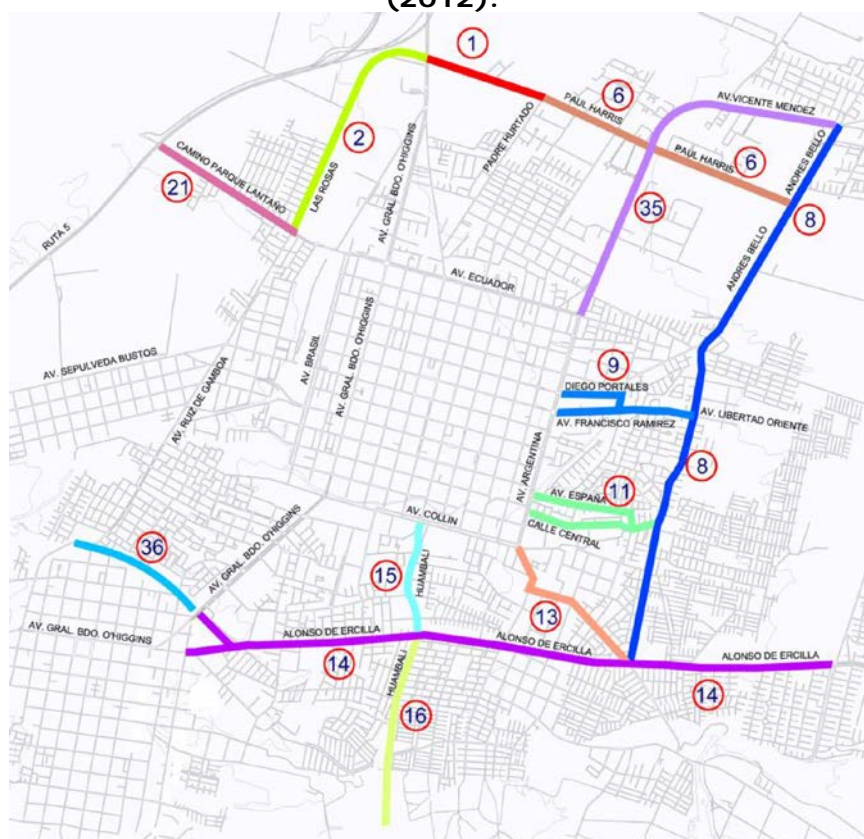 (2012).
1
6
PAUL HARRIS
AV.VICENTE MENDEZ
2
PADRE HURTADO
PAUL HARRIS
6
ANDRES BELLO
CAMINO PARQUE LANTAÑO
LAS ROSAS
AV. GRAL. BDO. O'HIGGINS
21
35
8
RUTA 5
ANDRES BELLO
AV. ECUADOR
AV. BRASIL
AV. GRAL. BDO. O'HIGGINS
AV. SEPULVEDA BUSTOS
AV. RUIZ DE GAMBOA
9
DIEGO PORTALES
AV. FRANCISCO RAMIREZ
AV. LIBERTAD ORIENTE
AV. ARGENTINA
8
AV. ESPAÑA
11
AV. COLLIN
CALLE CENTRAL
36
AV. GRAL. BDO. O'HIGGINS
15
HUAMBALI
13
AV. GRAL. BDO. O'HIGGINS
ALONSO DE ERCILLA
ALONSO DE ERCILLA
ALONSO DE ERCILLA
14
14
HUAMBALI
16